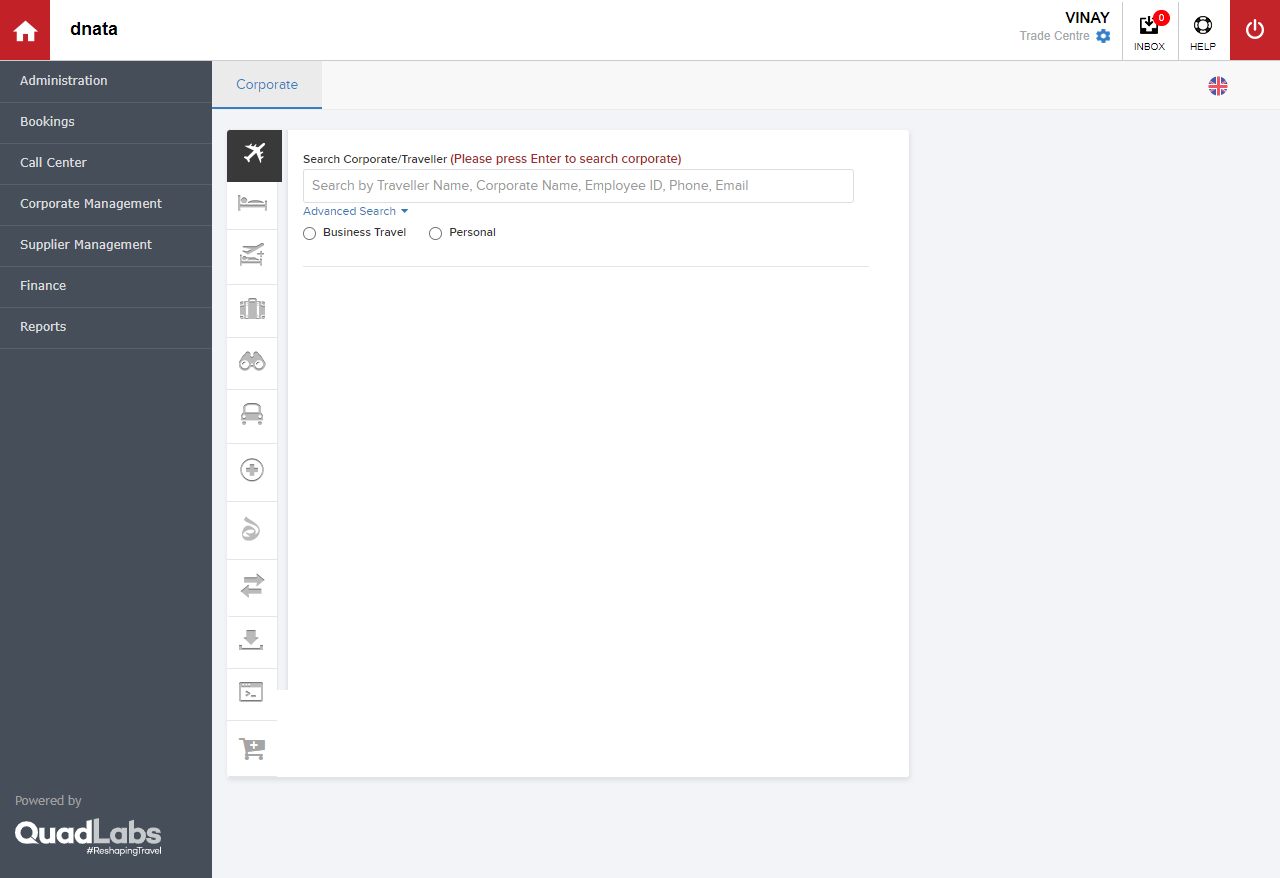 dnata
VINAY
Trade Centre
0
INBOX
HELP
Administration
Bookings
Call Center
Corporate Management
Supplier Management
Finance
Reports
Corporate
Search Corporate/Traveller (Please press Enter to search corporate)
Search by Traveller Name, Corporate Name, Employee ID, Phone, Email
Advanced Search
Business Travel
Personal
Powered by
QuadLabs
#ReshapingTravel